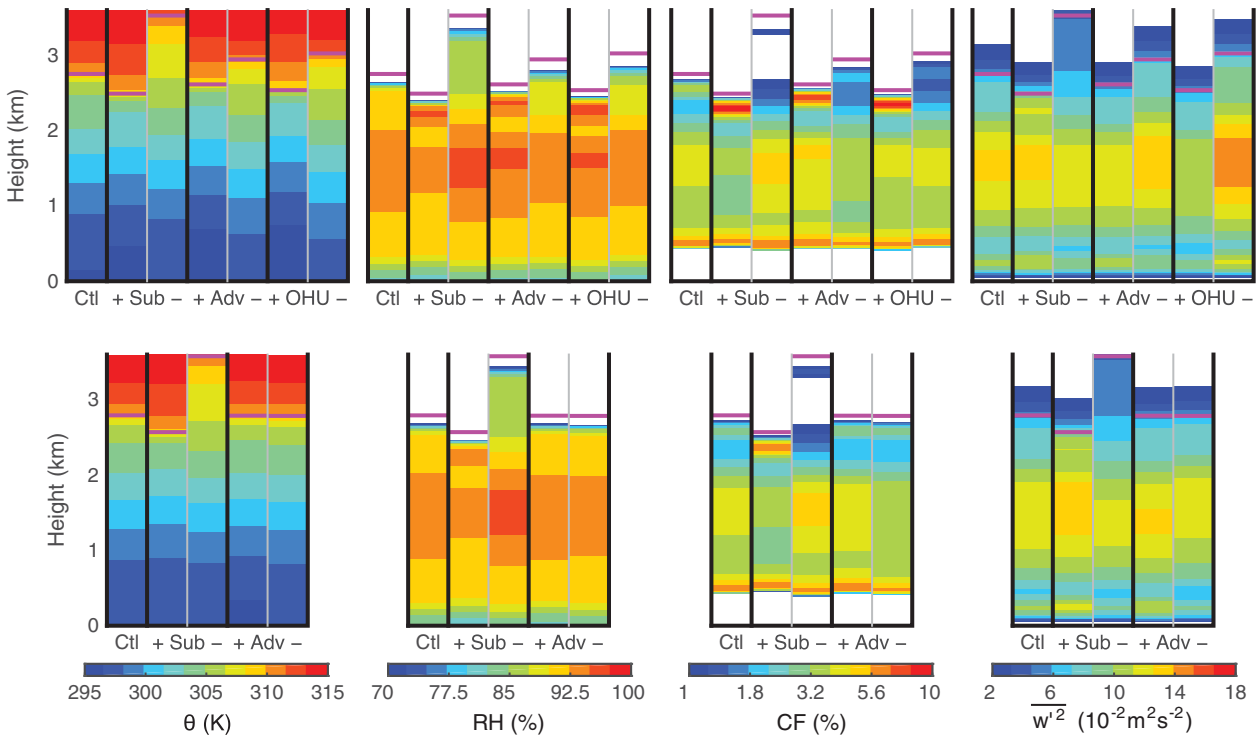 Height (km)
3
2
1
0
Ctl + Sub − + Adv − + OHU −
Ctl + Sub − + Adv − + OHU −
Ctl + Sub − + Adv − + OHU −
Ctl + Sub − + Adv − + OHU −
Height (km)
3
2
1
0
Ctl + Sub − + Adv −
Ctl + Sub − + Adv −
Ctl + Sub − + Adv −
Ctl + Sub − + Adv −
295 300 305 310 315
θ (K)
70 77.5 85 92.5 100
RH (%)
1 1.8 3.2 5.6 10
CF (%)
2 6 10 14 18
w'² (10⁻²m²s⁻²)